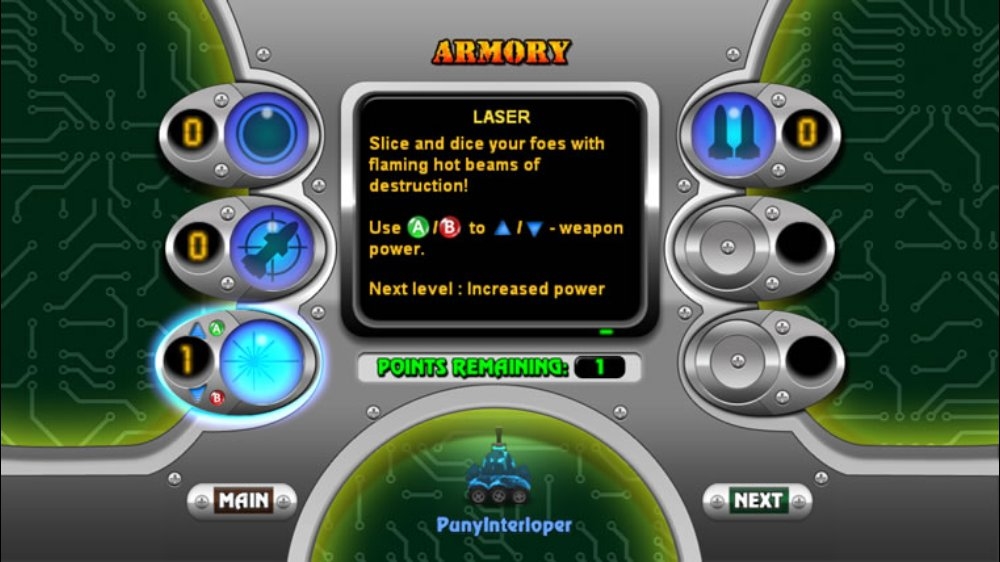 ARMORY
LASER
Slice and dice your foes with
flaming hot beams of
destruction!
Use A / B to ▲ / ▼ - weapon
power.
Next level : Increased power
POINTS REMAINING: 1
0
0
A
1
B
0
MAIN
NEXT
PunyInterloper